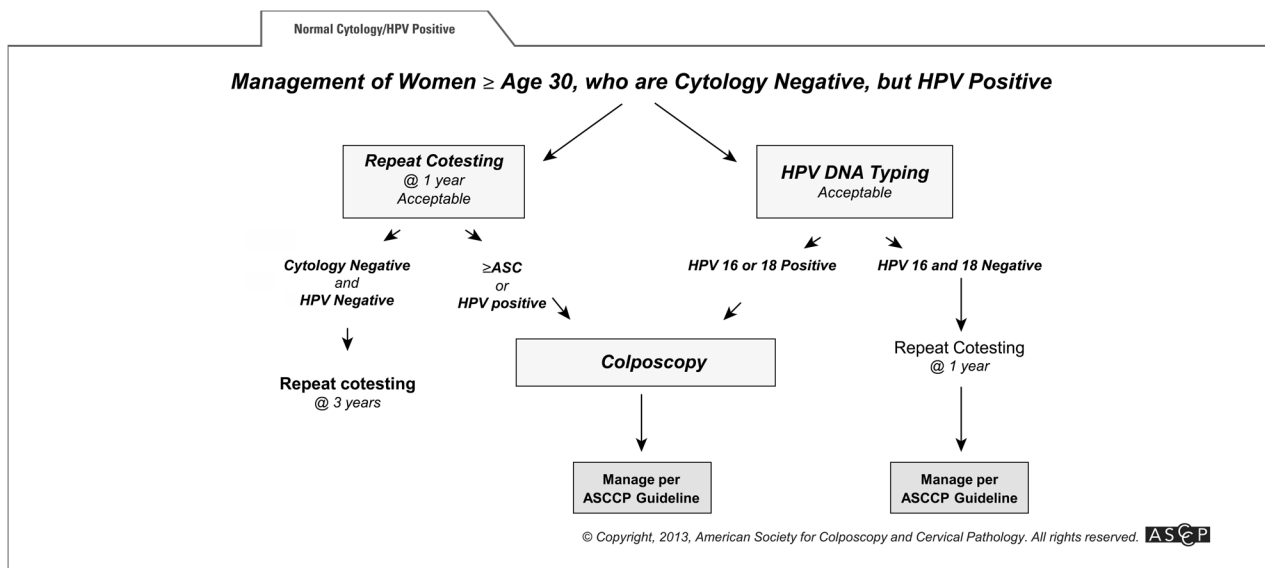 Normal Cytology/HPV Positive
Management of Women ≥ Age 30, who are Cytology Negative, but HPV Positive
Repeat Cotesting
@ 1 year
Acceptable
HPV DNA Typing
Acceptable
Cytology Negative
and
HPV Negative
≥ASC
or
HPV positive
HPV 16 or 18 Positive
HPV 16 and 18 Negative
Repeat cotesting
@ 3 years
Colposcopy
Repeat Cotesting
@ 1 year
Manage per
ASCCP Guideline
Manage per
ASCCP Guideline
© Copyright, 2013, American Society for Colposcopy and Cervical Pathology. All rights reserved.
ASCCP